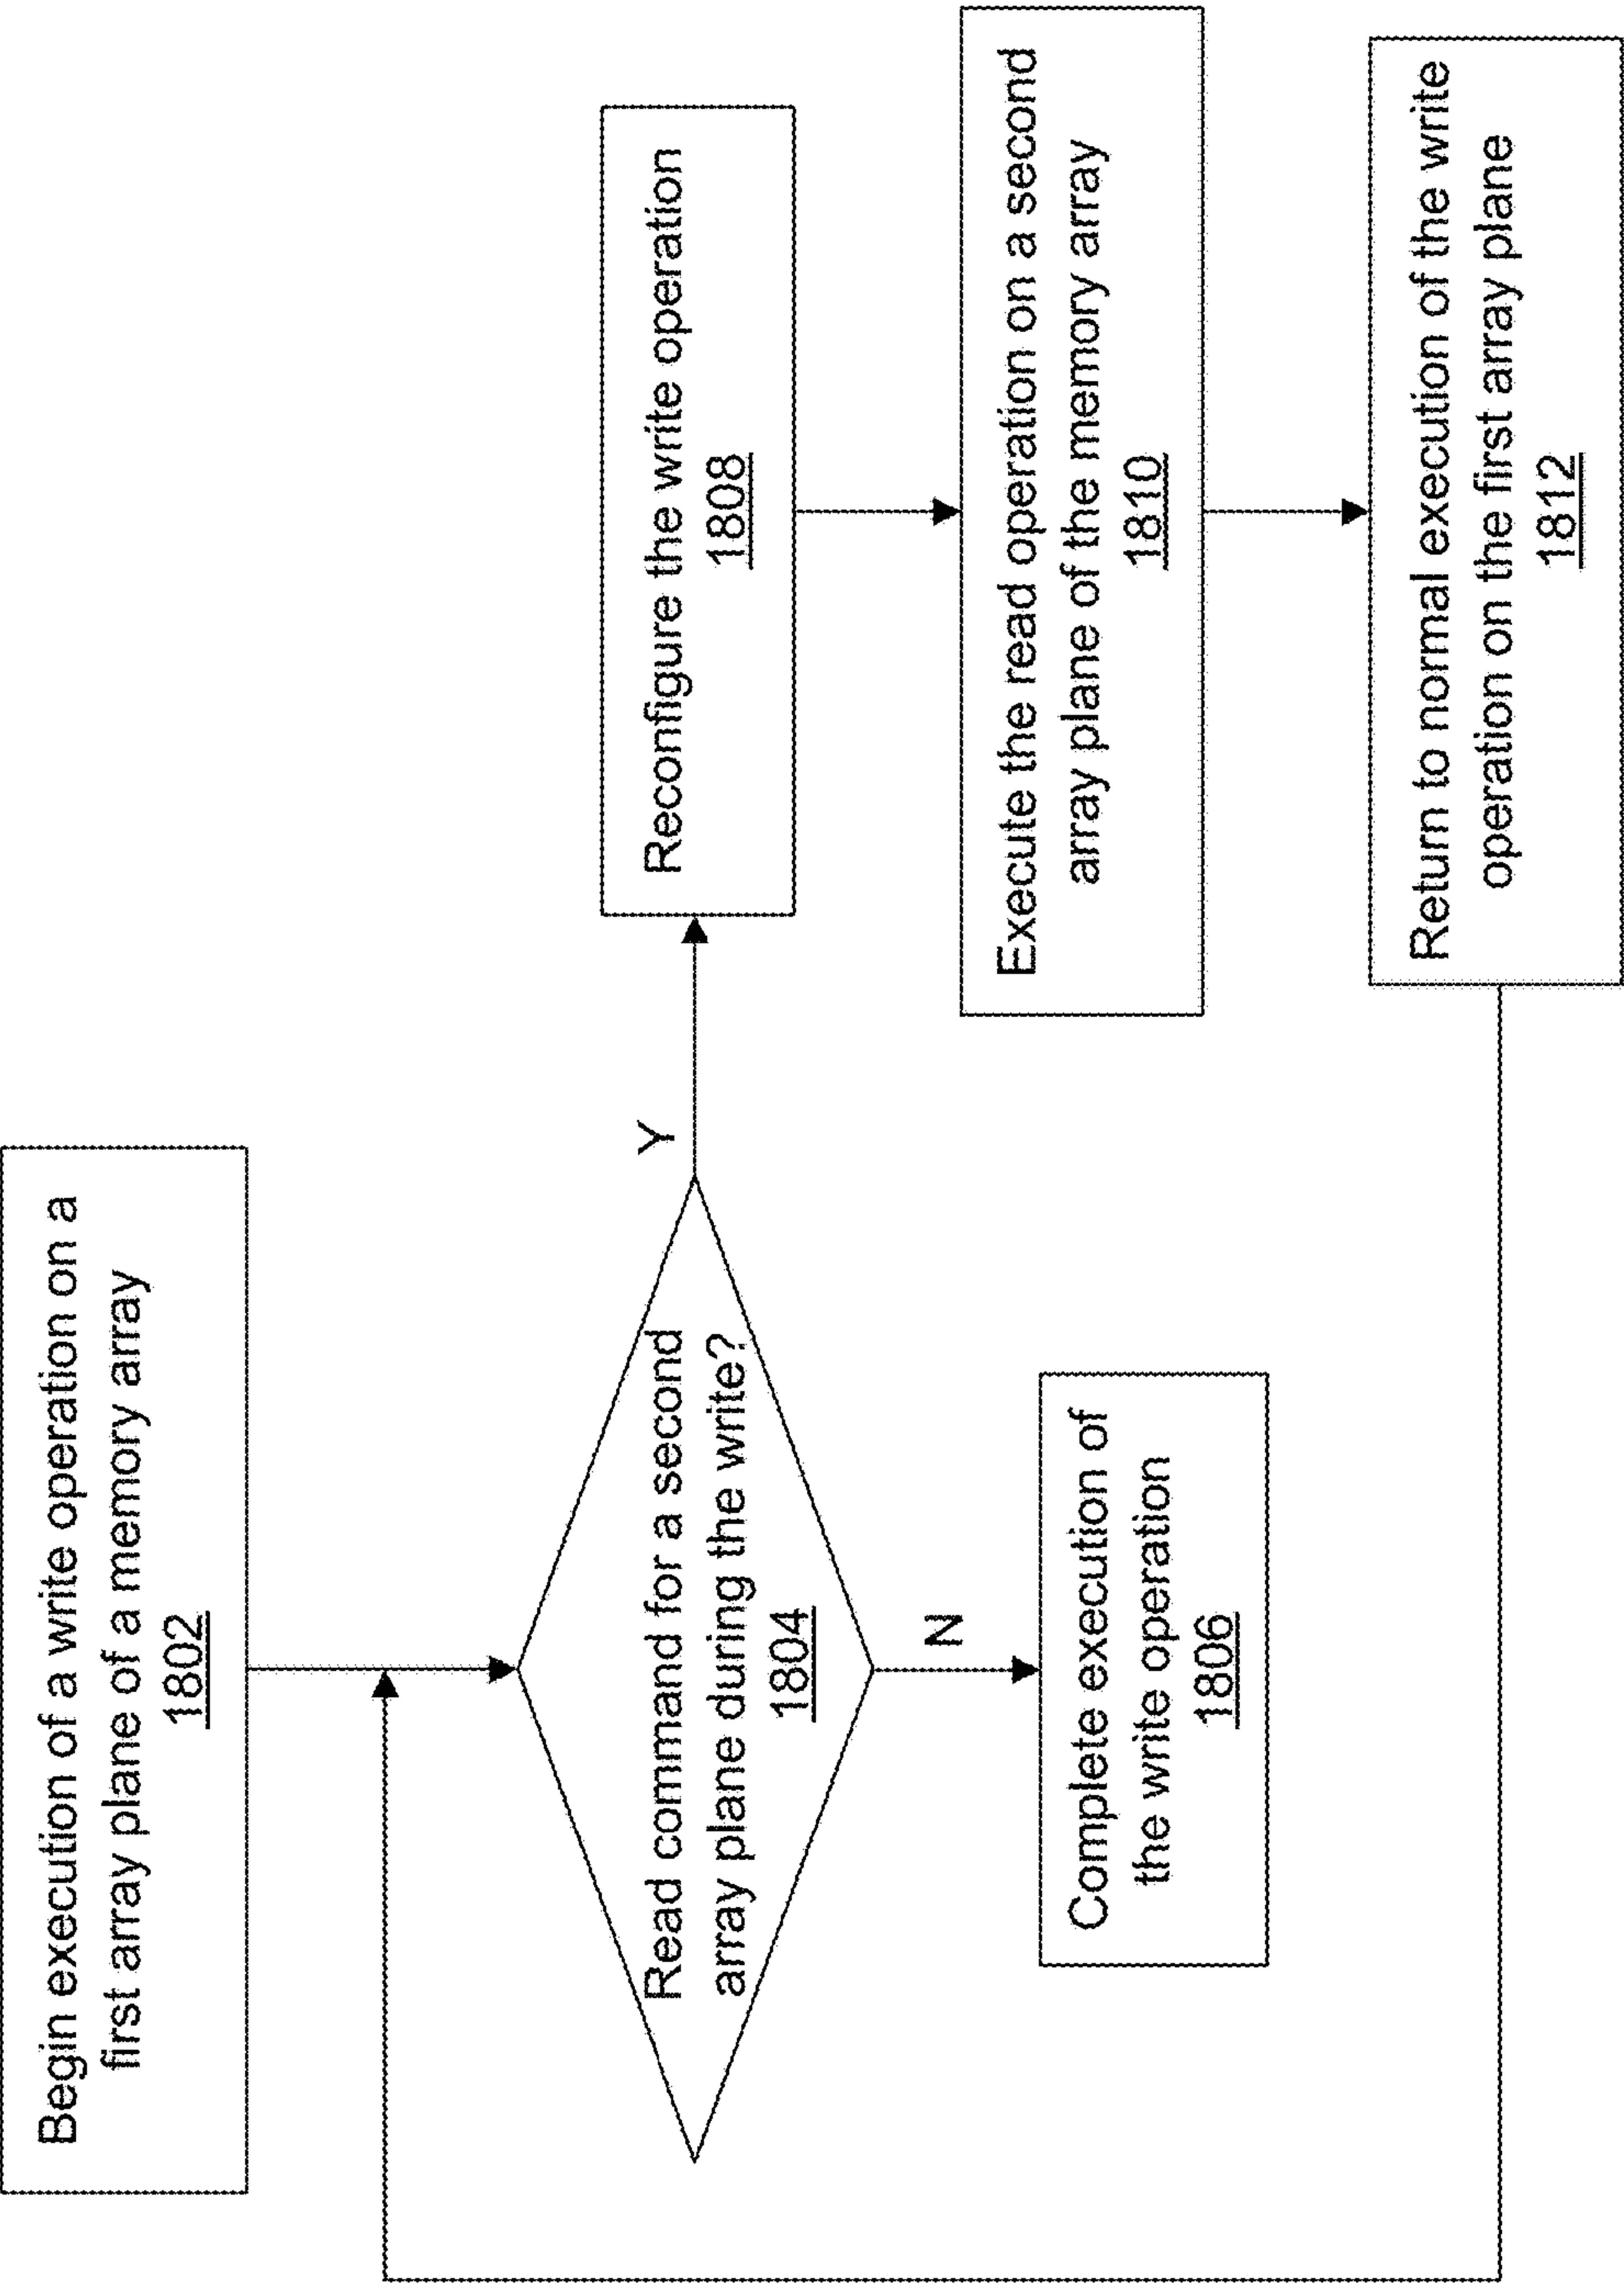 Begin execution of a write operation on a
first array plane of a memory array
1802
Read command for a second
array plane during the write?
1804
Y
N
Complete execution of
the write operation
1806
Reconfigure the write operation
1808
Execute the read operation on a second
array plane of the memory array
1810
Return to normal execution of the write
operation on the first array plane
1812